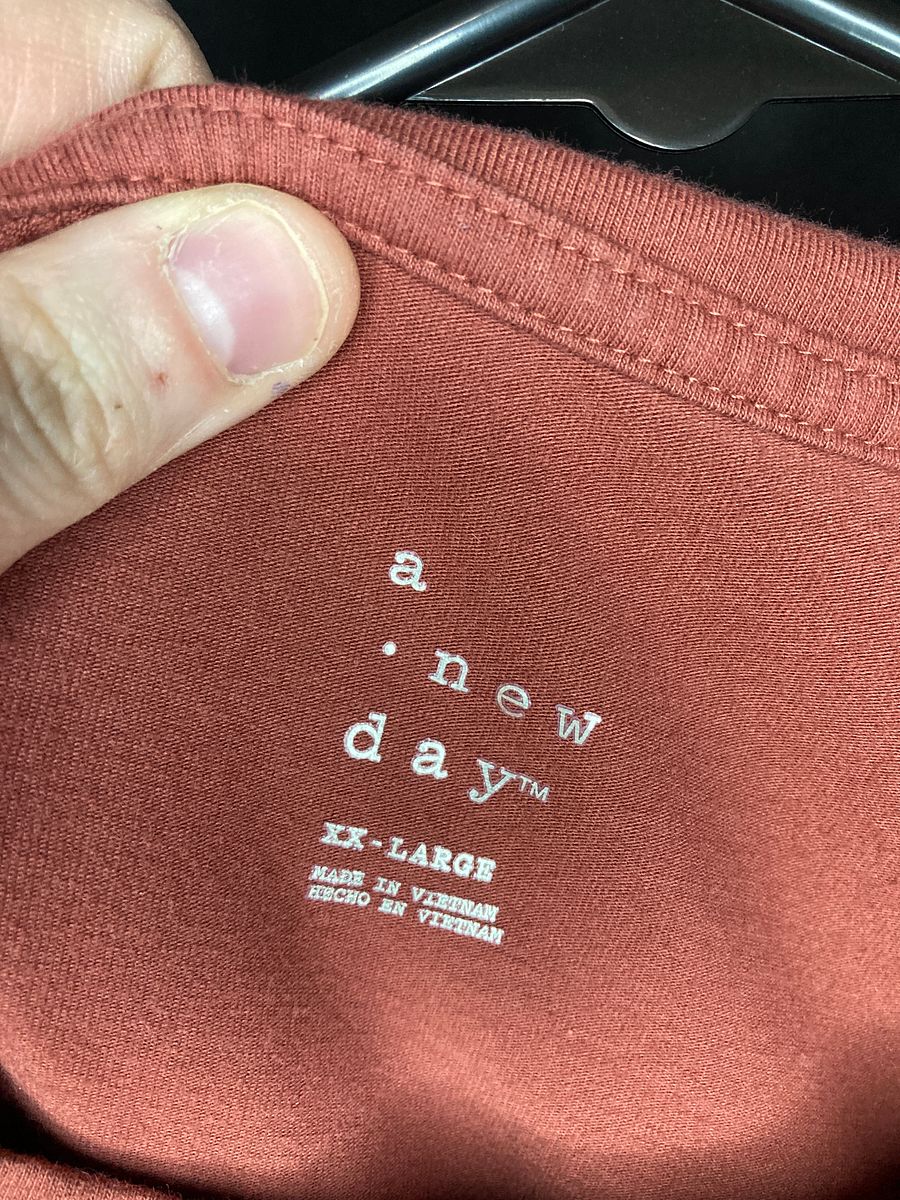 a
. new
day™
XX-LARGE
MADE IN VIETNAM
HECHO EN VIETNAM